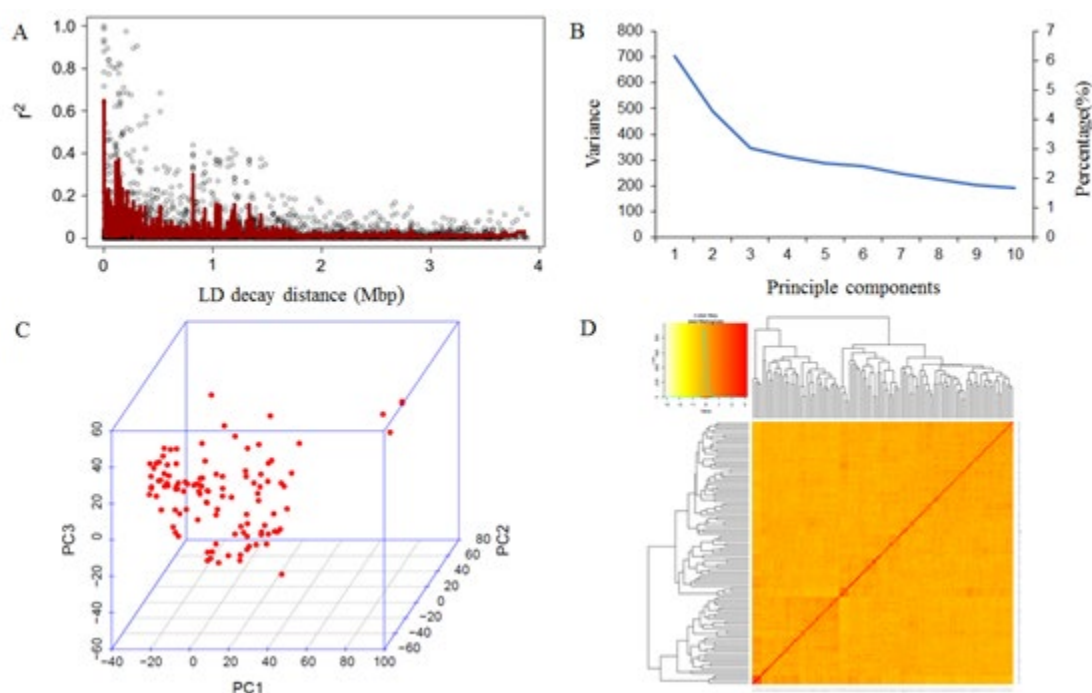 A
1.0
0.8
0.6
0.4
0.2
0
r²
0 1 2 3 4
LD decay distance (Mbp)
B
800
700
600
500
400
300
200
100
0
Variance
7
6
5
4
3
2
1
0
Percentage(%)
1 2 3 4 5 6 7 8 9 10
Principle components
C
60
40
20
0
−20
−40
−60
PC3
−40 −20 0 20 40 60 80 100
PC1
80
60
40
20
0
−20
−40
−60
PC2
D